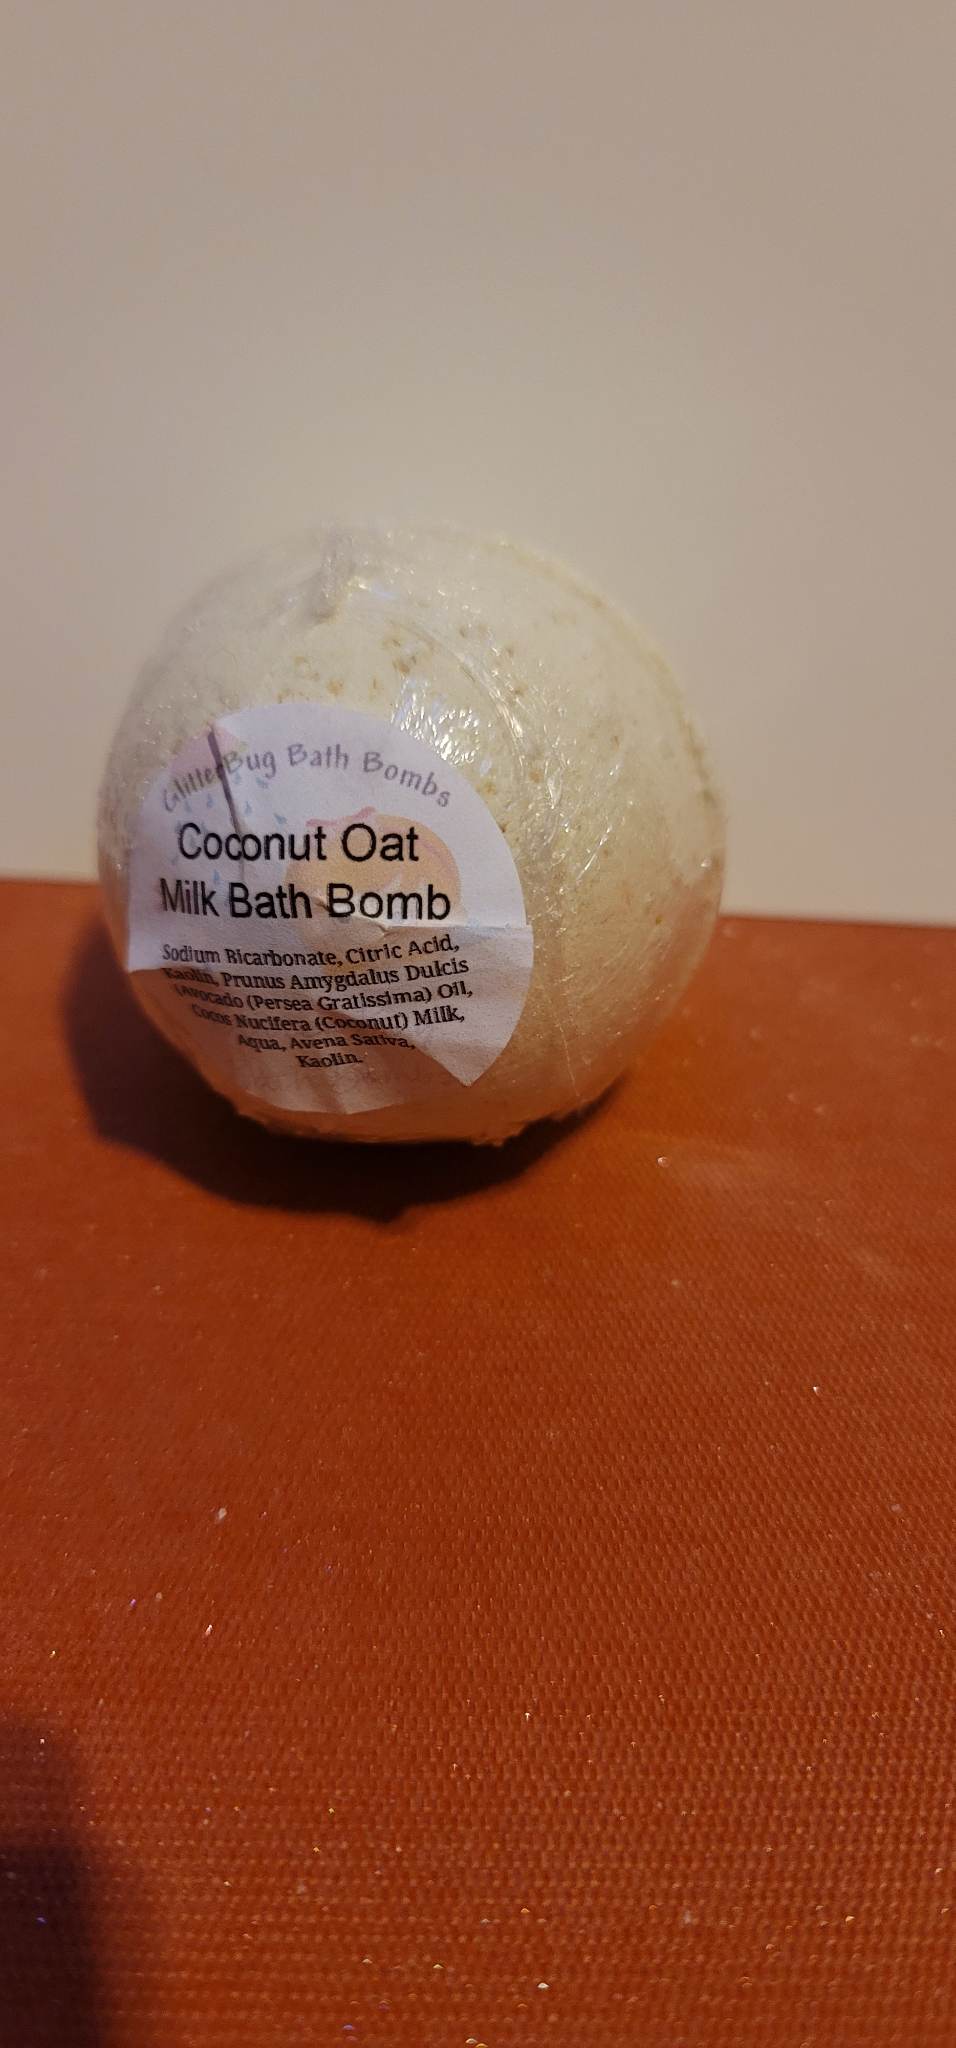 GlitterBug Bath Bombs
Coconut Oat
Milk Bath Bomb
Sodium Bicarbonate, Citric Acid,
Kaolin, Prunus Amygdalus Dulcis
(Avocado (Persea Gratissima) Oil,
Cocos Nucifera (Coconut) Milk,
Aqua, Avena Sativa,
Kaolin.